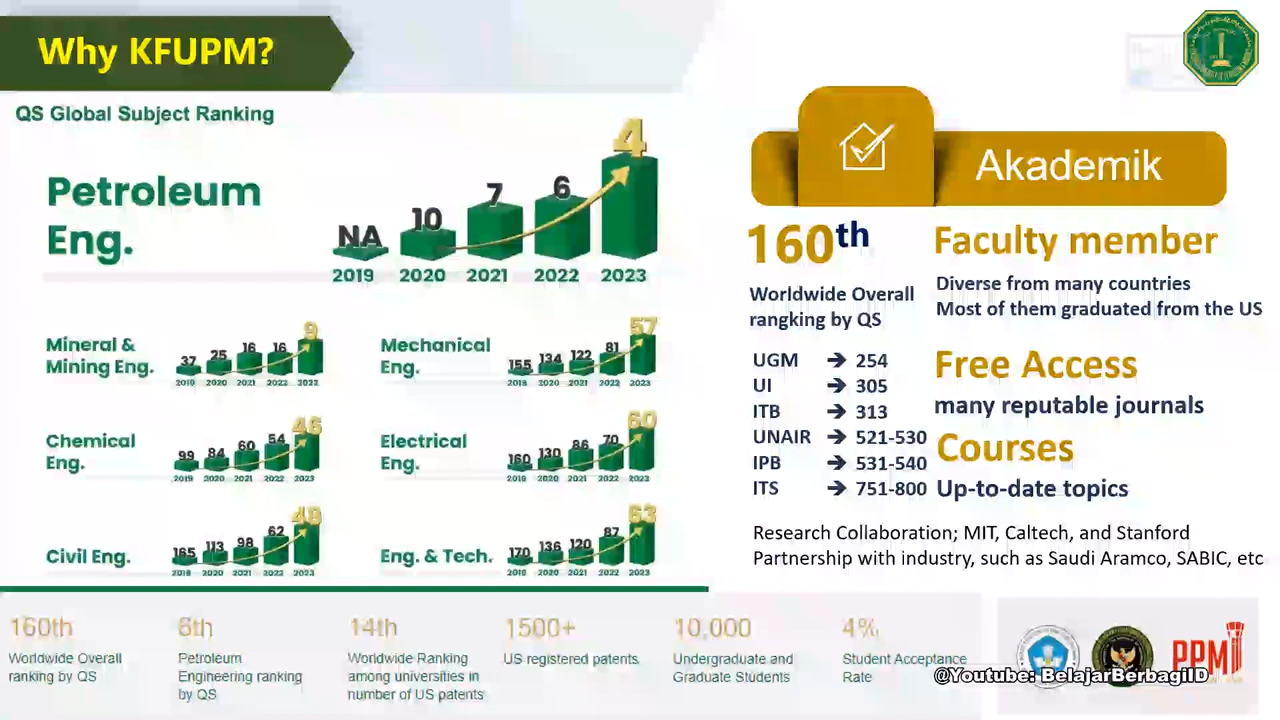 Why KFUPM?
QS Global Subject Ranking
Petroleum
Eng.
NA 10 7 6 4
2019 2020 2021 2022 2023
Mineral &
Mining Eng.
37 25 16 16 9
2019 2020 2021 2022 2023
Mechanical
Eng.
155 134 122 81 57
2019 2020 2021 2022 2023
Chemical
Eng.
99 84 60 54 46
2019 2020 2021 2022 2023
Electrical
Eng.
160 130 86 70 60
2019 2020 2021 2022 2023
Civil Eng.
165 113 98 62 48
2019 2020 2021 2022 2023
Eng. & Tech.
170 136 120 87 63
2019 2020 2021 2022 2023
Akademik
160th
Worldwide Overall
rangking by QS
UGM → 254
UI → 305
ITB → 313
UNAIR → 521-530
IPB → 531-540
ITS → 751-800
Faculty member
Diverse from many countries
Most of them graduated from the US
Free Access
many reputable journals
Courses
Up-to-date topics
Research Collaboration; MIT, Caltech, and Stanford
Partnership with industry, such as Saudi Aramco, SABIC, etc
160th
Worldwide Overall
ranking by QS
6th
Petroleum
Engineering ranking
by QS
14th
Worldwide Ranking
among universities in
number of US patents
1500+
US registered patents
10,000
Undergraduate and
Graduate Students
4%
Student Acceptance
Rate
PPMI
@Youtube: BelajarBerbagiID